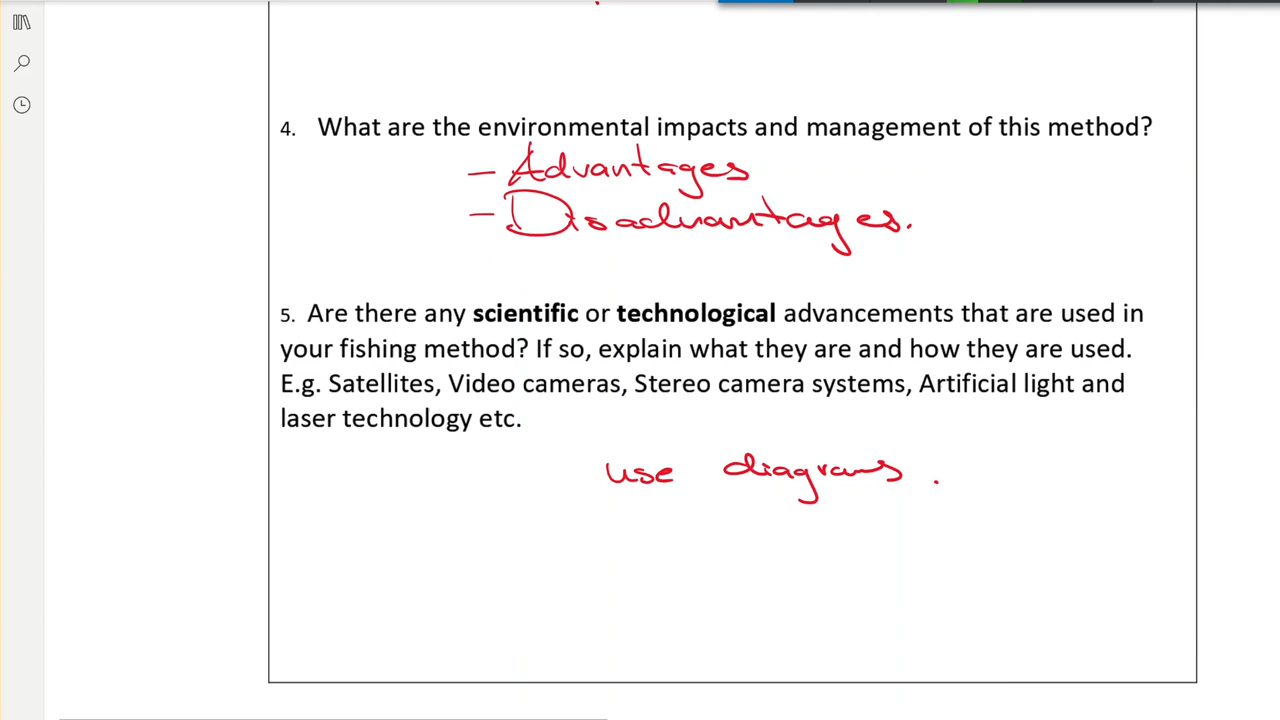 4. What are the environmental impacts and management of this method?
- Advantages
- Disadvantages.
5. Are there any scientific or technological advancements that are used in
your fishing method? If so, explain what they are and how they are used.
E.g. Satellites, Video cameras, Stereo camera systems, Artificial light and
laser technology etc.
use diagrams.